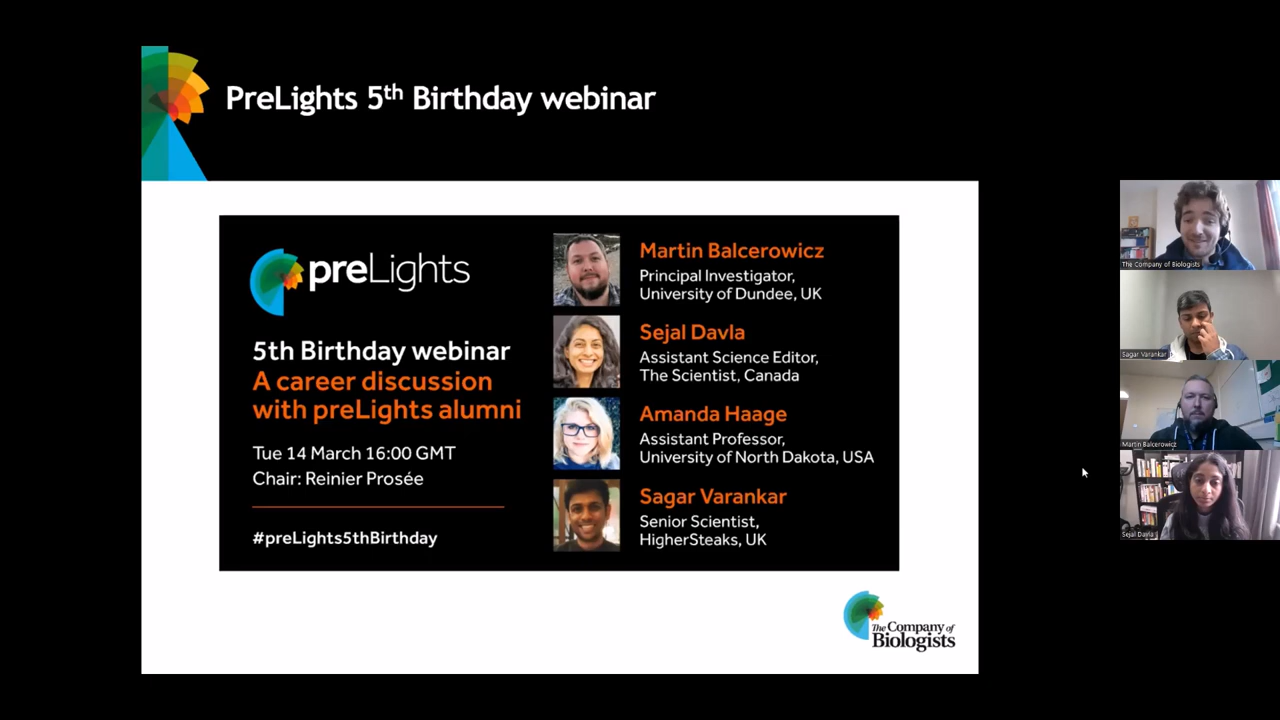 PreLights 5th Birthday webinar
preLights
5th Birthday webinar
A career discussion
with preLights alumni
Tue 14 March 16:00 GMT
Chair: Reinier Prosée
#preLights5thBirthday
Martin Balcerowicz
Principal Investigator,
University of Dundee, UK
Sejal Davla
Assistant Science Editor,
The Scientist, Canada
Amanda Haage
Assistant Professor,
University of North Dakota, USA
Sagar Varankar
Senior Scientist,
HigherSteaks, UK
The Company of
Biologists
The Company of Biologists
Sagar Varankar
Martin Balcerowicz
Sejal Davla